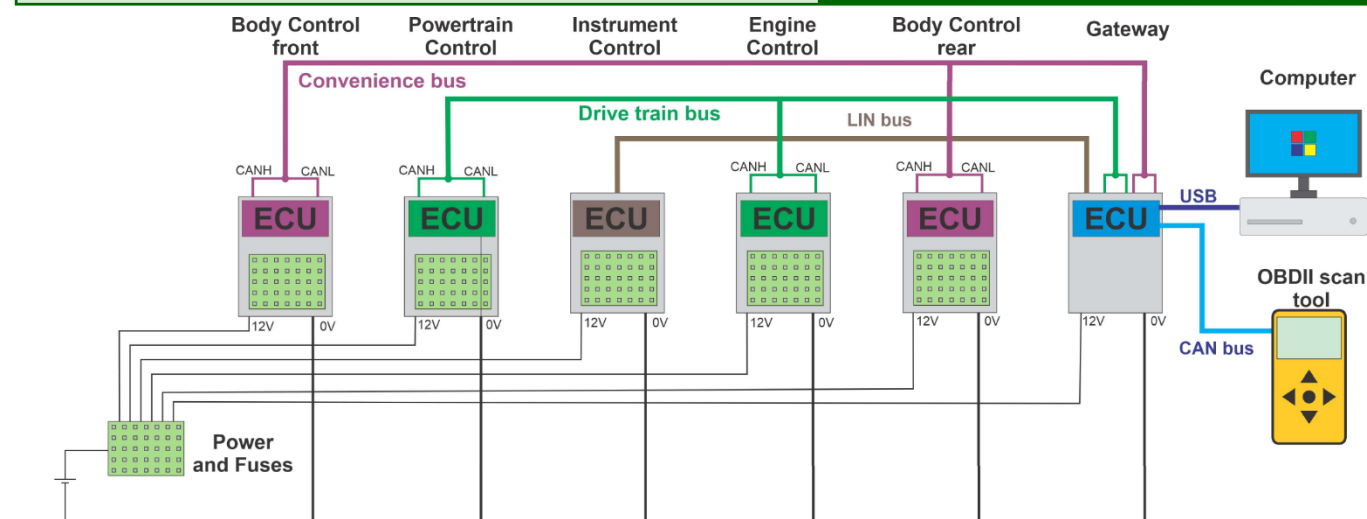 Body Control
front
Powertrain
Control
Instrument
Control
Engine
Control
Body Control
rear
Gateway
Convenience bus
Computer
Drive train bus
LIN bus
CANH
CANL
CANH
CANL
CANH
CANL
CANH
CANL
USB
ECU
ECU
ECU
ECU
ECU
ECU
OBDII scan
tool
12V
0V
12V
0V
12V
0V
12V
0V
12V
0V
12V
0V
CAN bus
Power
and Fuses